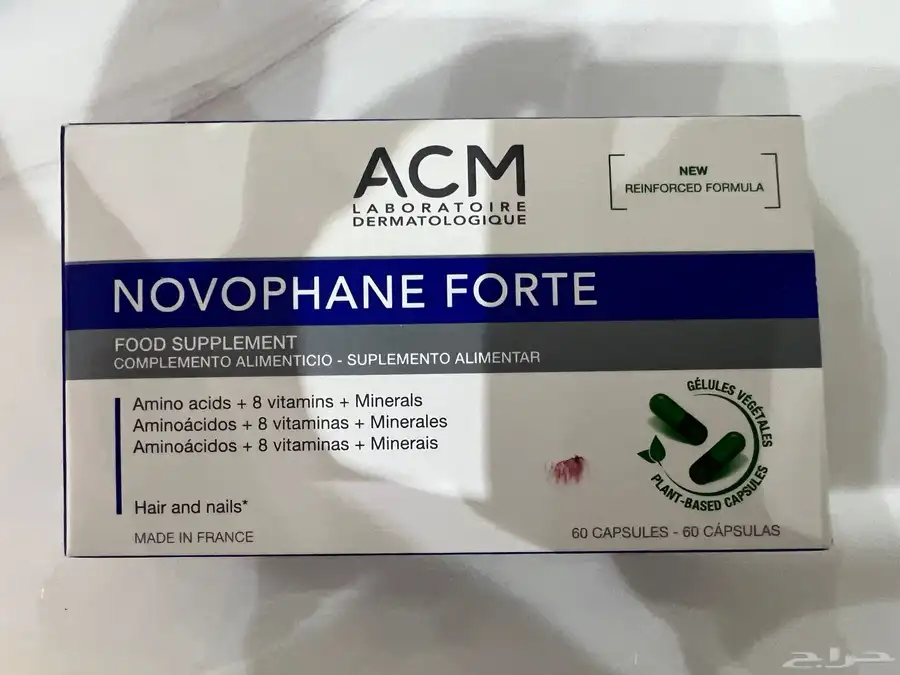 ACM
LABORATOIRE
DERMATOLOGIQUE
NEW
REINFORCED FORMULA
NOVOPHANE FORTE
FOOD SUPPLEMENT
COMPLEMENTO ALIMENTICIO - SUPLEMENTO ALIMENTAR
Amino acids + 8 vitamins + Minerals
Aminoácidos + 8 vitaminas + Minerales
Aminoácidos + 8 vitaminas + Minerais
GÉLULES VÉGÉTALES
PLANT-BASED CAPSULES
Hair and nails*
MADE IN FRANCE
60 CAPSULES - 60 CÁPSULAS
حراج